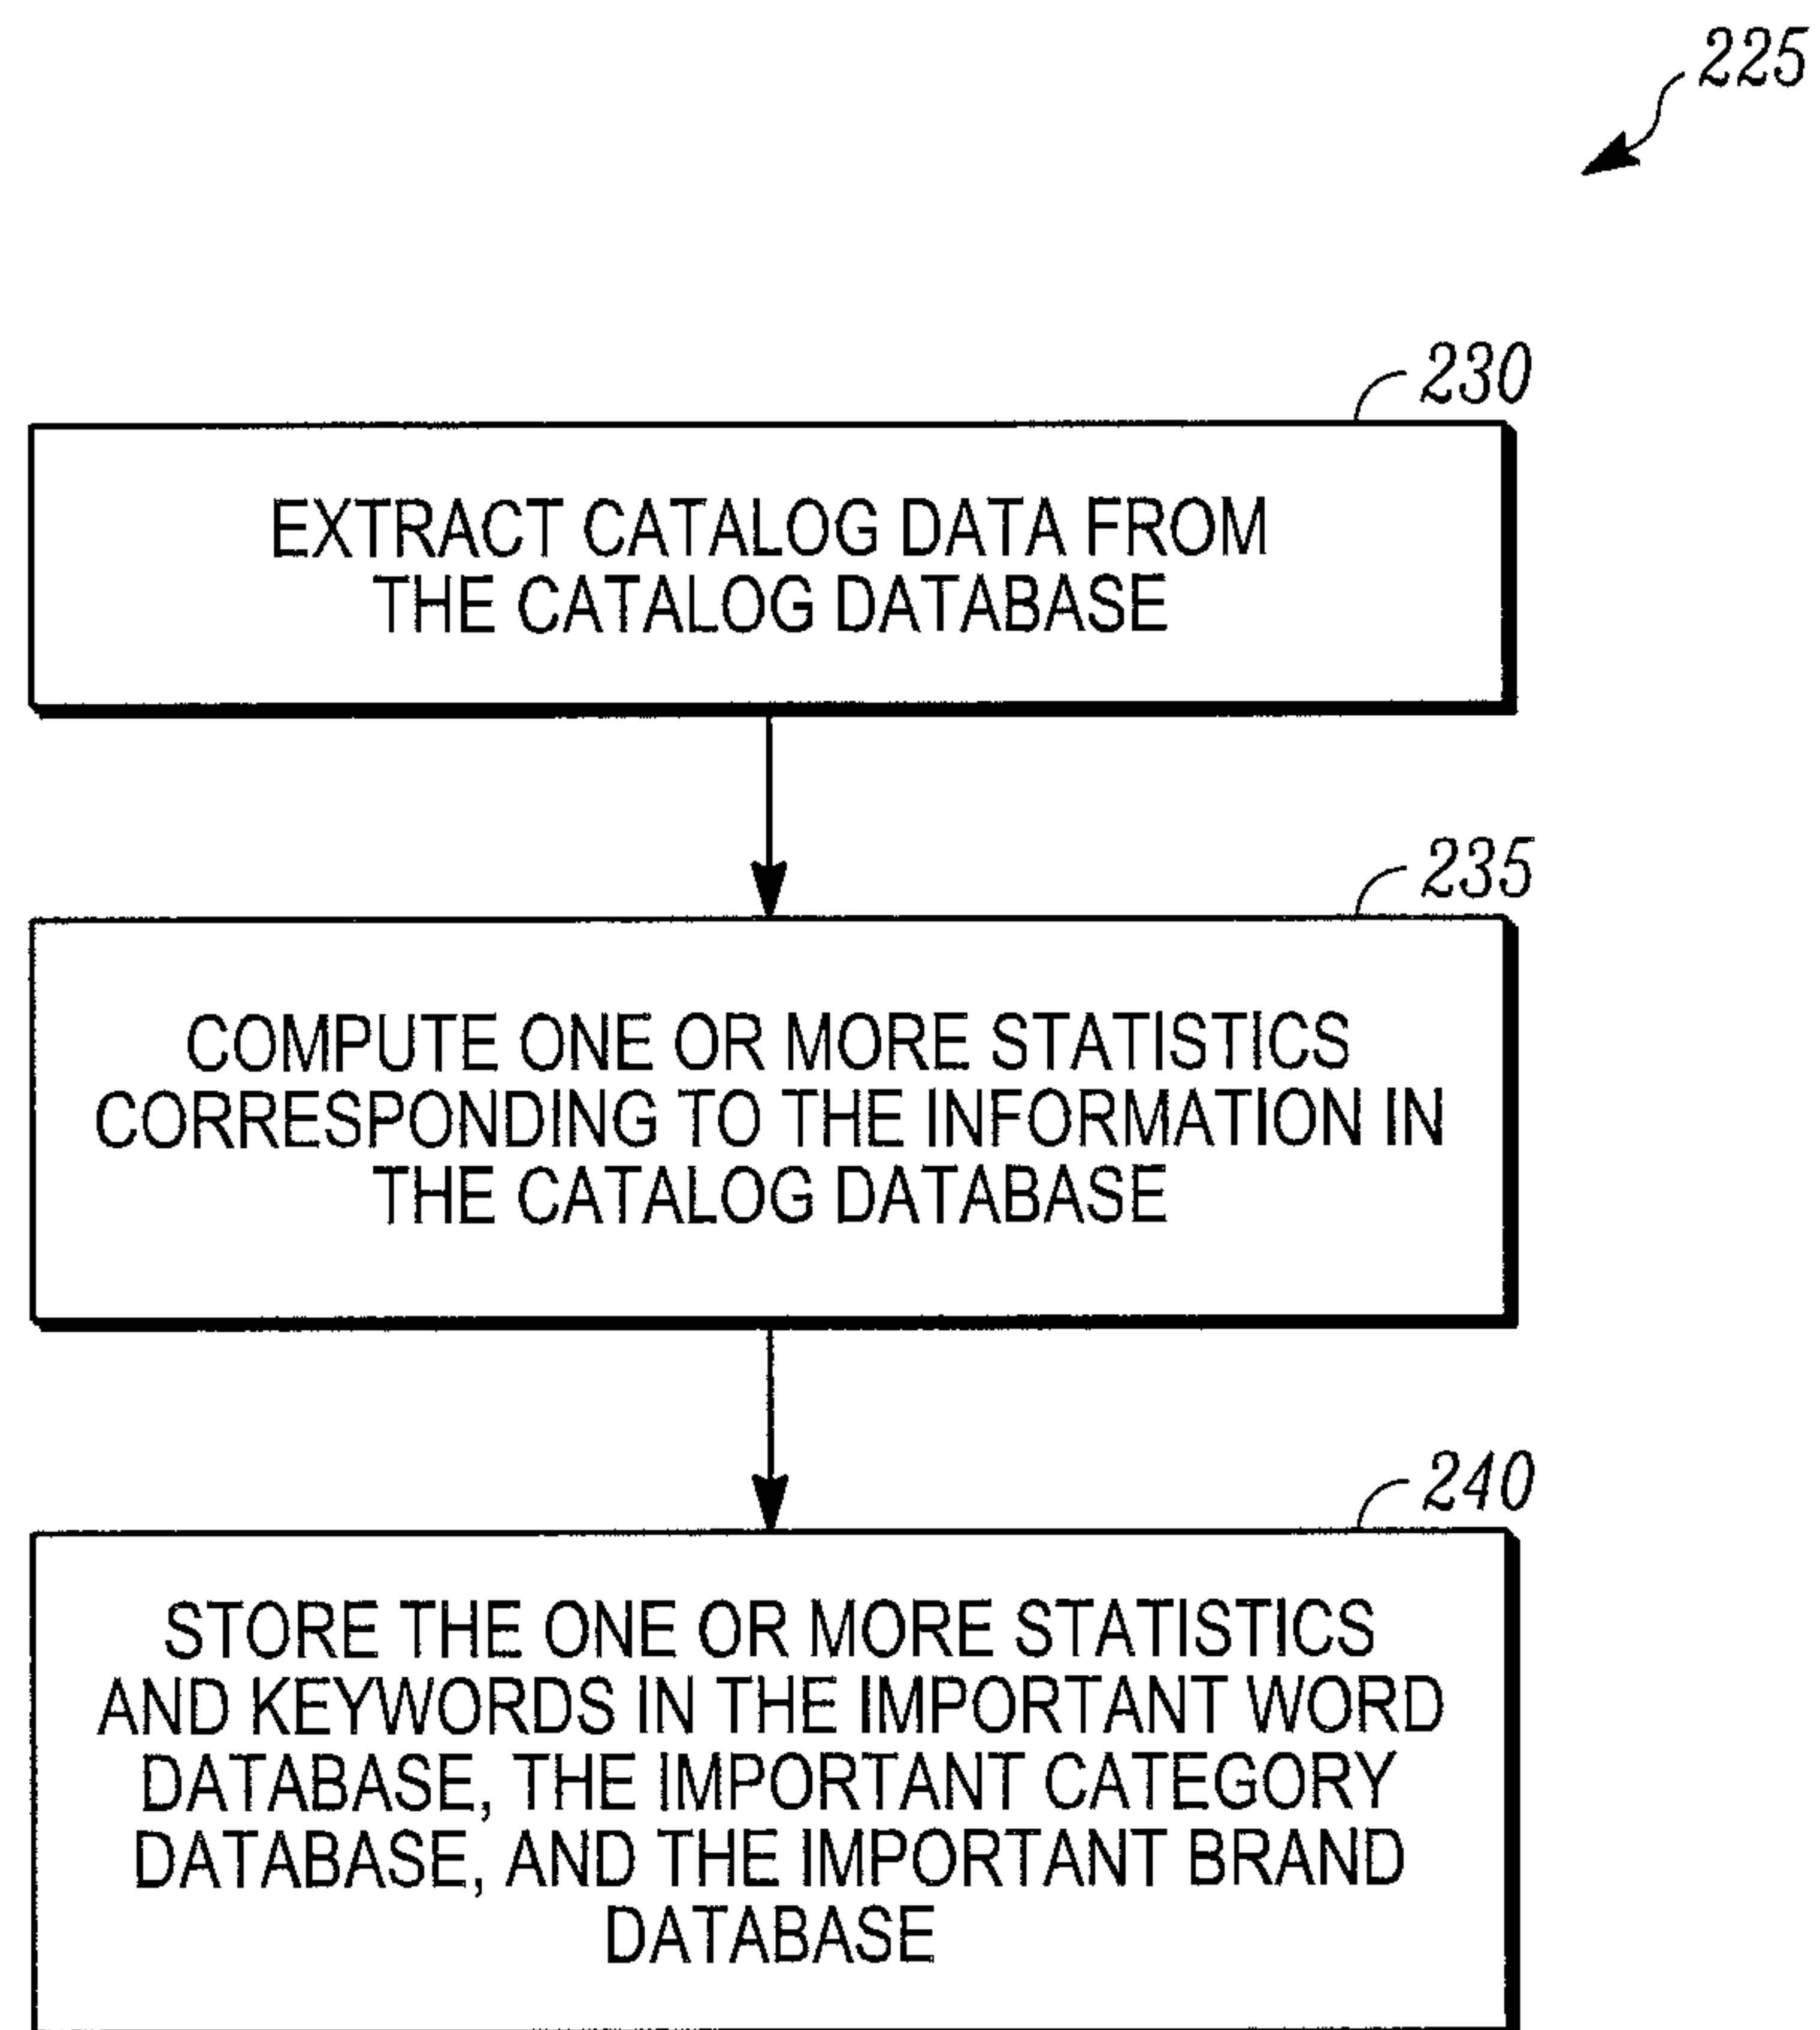 225
230
EXTRACT CATALOG DATA FROM
THE CATALOG DATABASE
235
COMPUTE ONE OR MORE STATISTICS
CORRESPONDING TO THE INFORMATION IN
THE CATALOG DATABASE
240
STORE THE ONE OR MORE STATISTICS
AND KEYWORDS IN THE IMPORTANT WORD
DATABASE, THE IMPORTANT CATEGORY
DATABASE, AND THE IMPORTANT BRAND
DATABASE